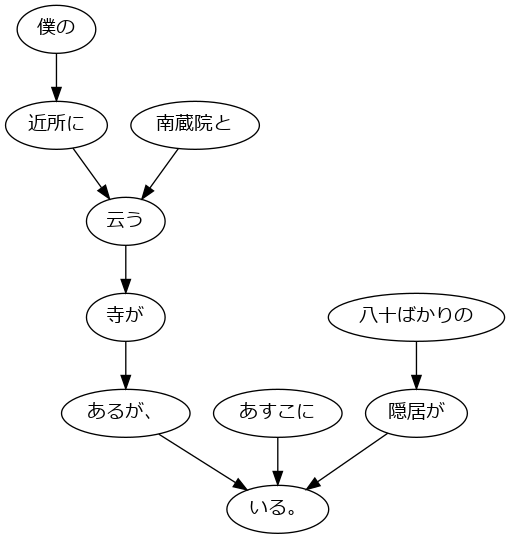 僕の
近所に
南蔵院と
云う
寺が
八十ばかりの
あるが、
あすこに
隠居が
いる。